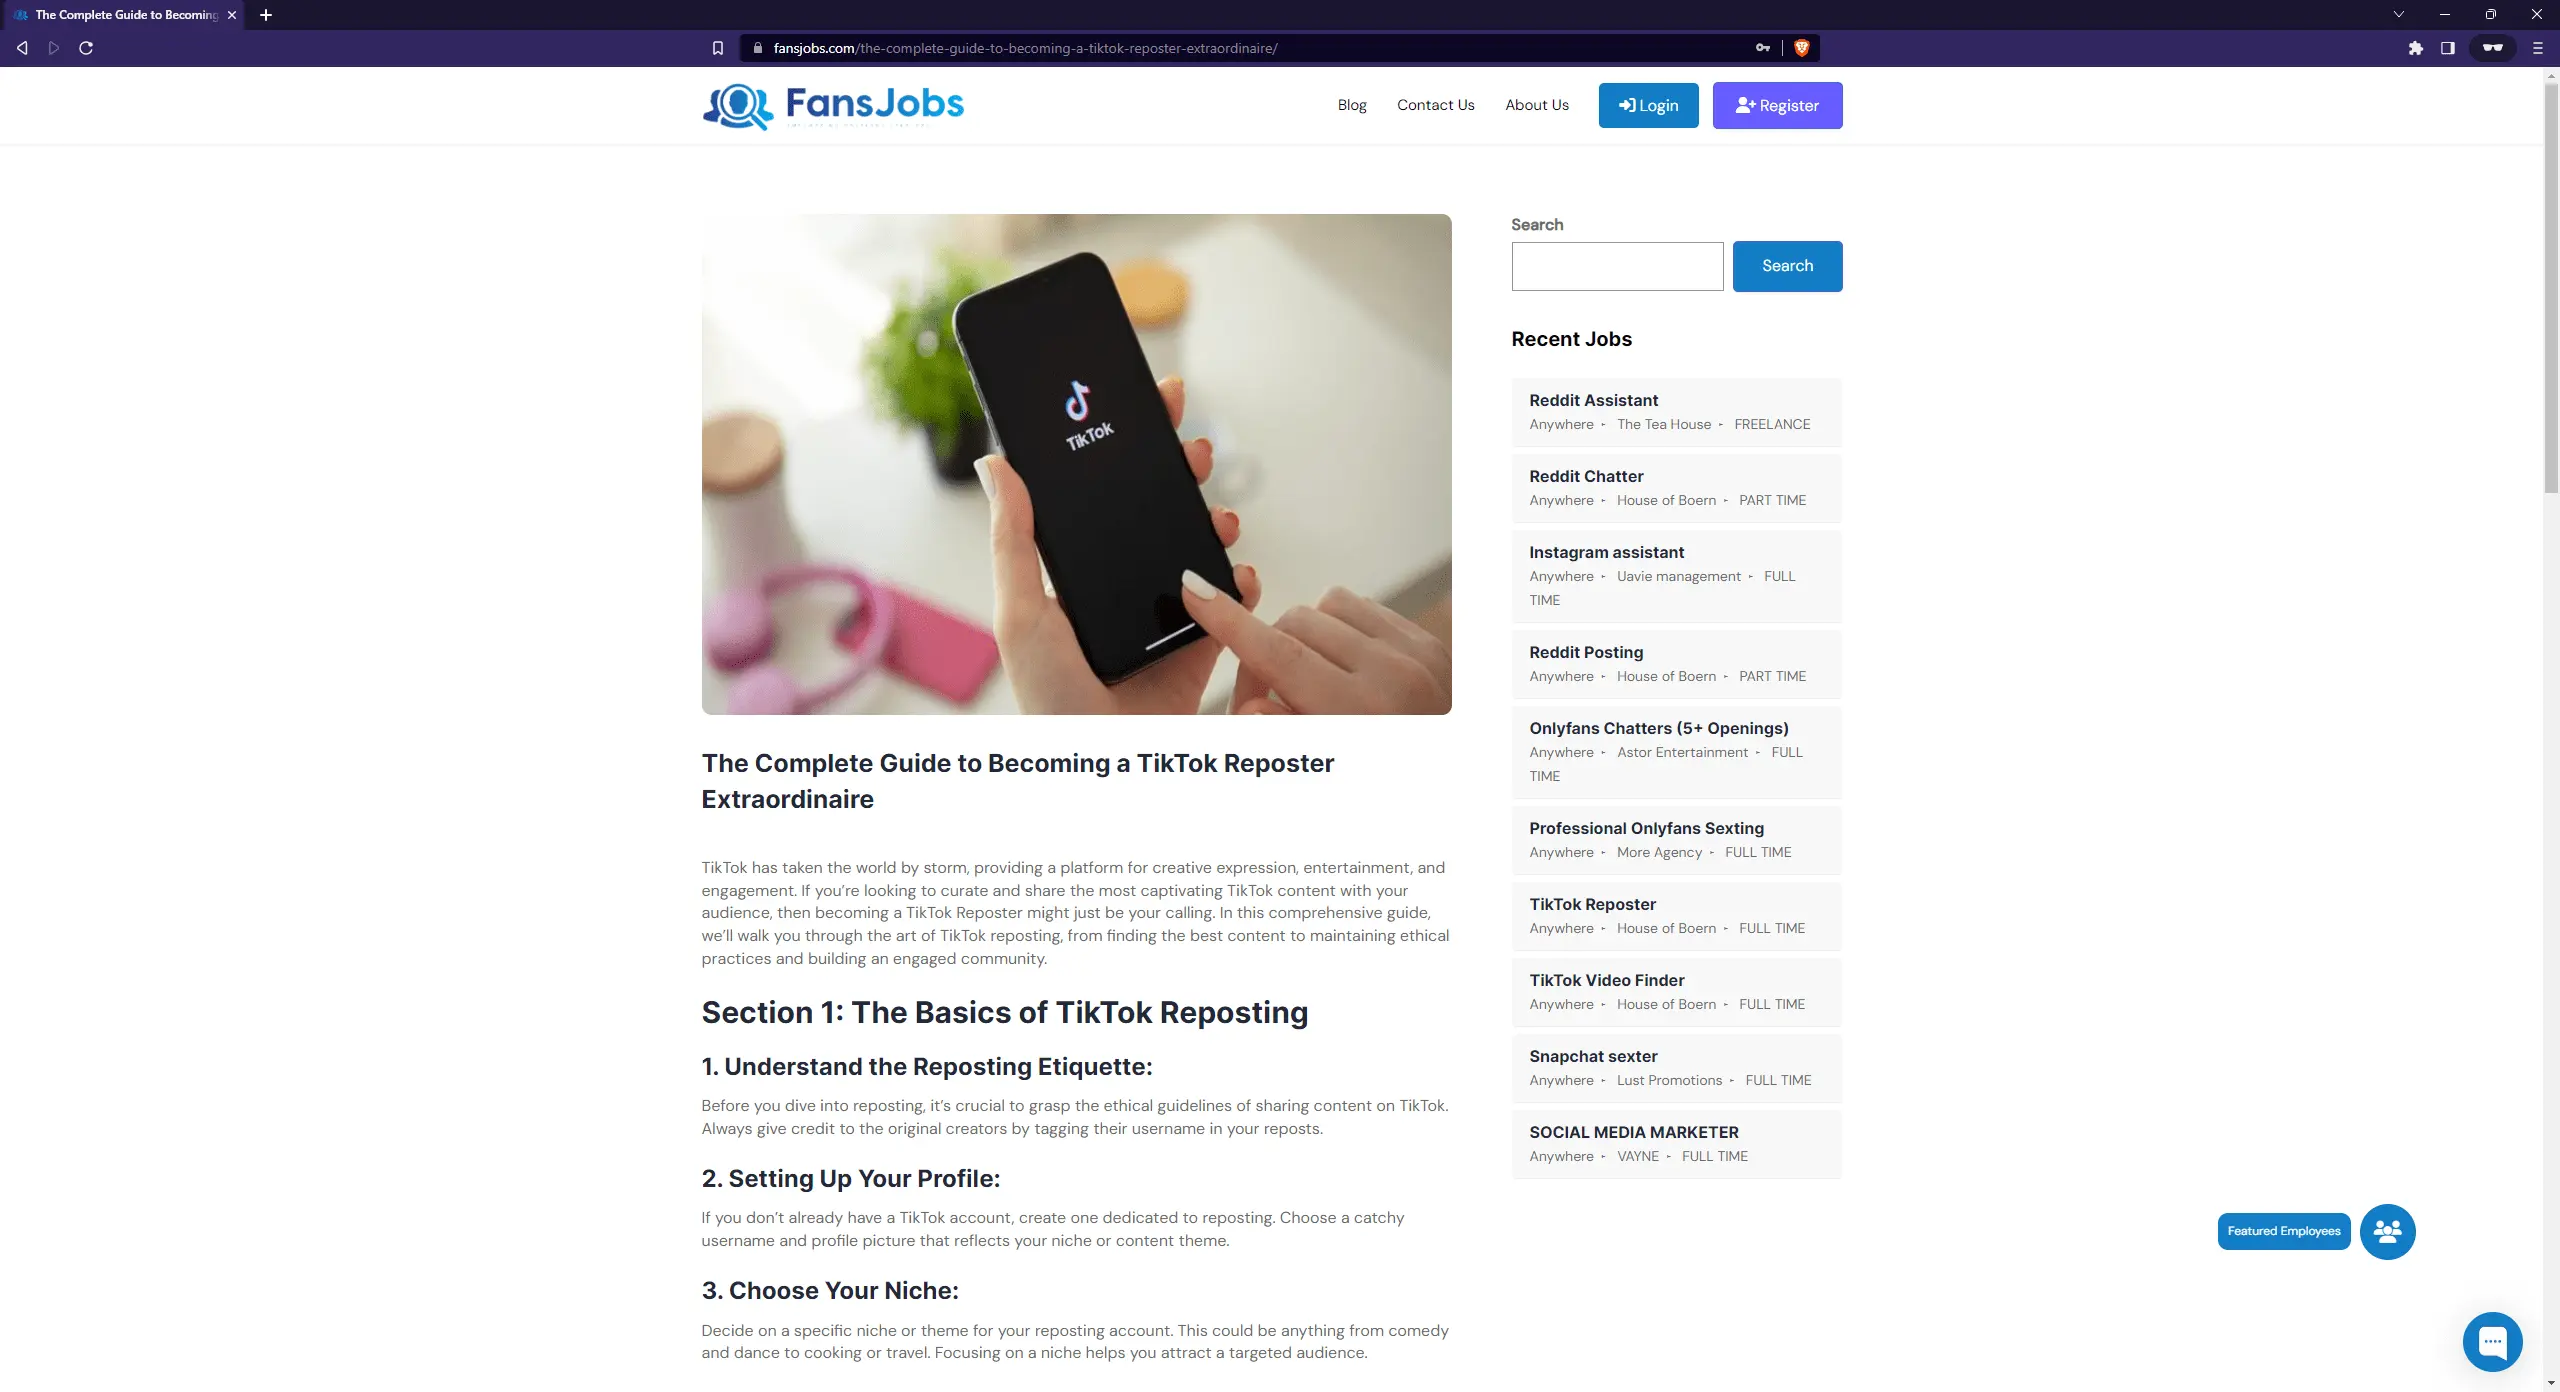 The Complete Guide to Becoming
fansjobs.com/the-complete-guide-to-becoming-a-tiktok-reposter-extraordinaire/
FansJobs
Blog
Contact Us
About Us
Login
Register
TikTok
The Complete Guide to Becoming a TikTok Reposter
Extraordinaire
TikTok has taken the world by storm, providing a platform for creative expression, entertainment, and
engagement. If you’re looking to curate and share the most captivating TikTok content with your
audience, then becoming a TikTok Reposter might just be your calling. In this comprehensive guide,
we’ll walk you through the art of TikTok reposting, from finding the best content to maintaining ethical
practices and building an engaged community.
Section 1: The Basics of TikTok Reposting
1. Understand the Reposting Etiquette:
Before you dive into reposting, it’s crucial to grasp the ethical guidelines of sharing content on TikTok.
Always give credit to the original creators by tagging their username in your reposts.
2. Setting Up Your Profile:
If you don’t already have a TikTok account, create one dedicated to reposting. Choose a catchy
username and profile picture that reflects your niche or content theme.
3. Choose Your Niche:
Decide on a specific niche or theme for your reposting account. This could be anything from comedy
and dance to cooking or travel. Focusing on a niche helps you attract a targeted audience.
Search
Search
Recent Jobs
Reddit Assistant
Anywhere - The Tea House - FREELANCE
Reddit Chatter
Anywhere - House of Boern - PART TIME
Instagram assistant
Anywhere - Uavie management - FULL
TIME
Reddit Posting
Anywhere - House of Boern - PART TIME
Onlyfans Chatters (5+ Openings)
Anywhere - Astor Entertainment - FULL
TIME
Professional Onlyfans Sexting
Anywhere - More Agency - FULL TIME
TikTok Reposter
Anywhere - House of Boern - FULL TIME
TikTok Video Finder
Anywhere - House of Boern - FULL TIME
Snapchat sexter
Anywhere - Lust Promotions - FULL TIME
SOCIAL MEDIA MARKETER
Anywhere - VAYNE - FULL TIME
Featured Employees